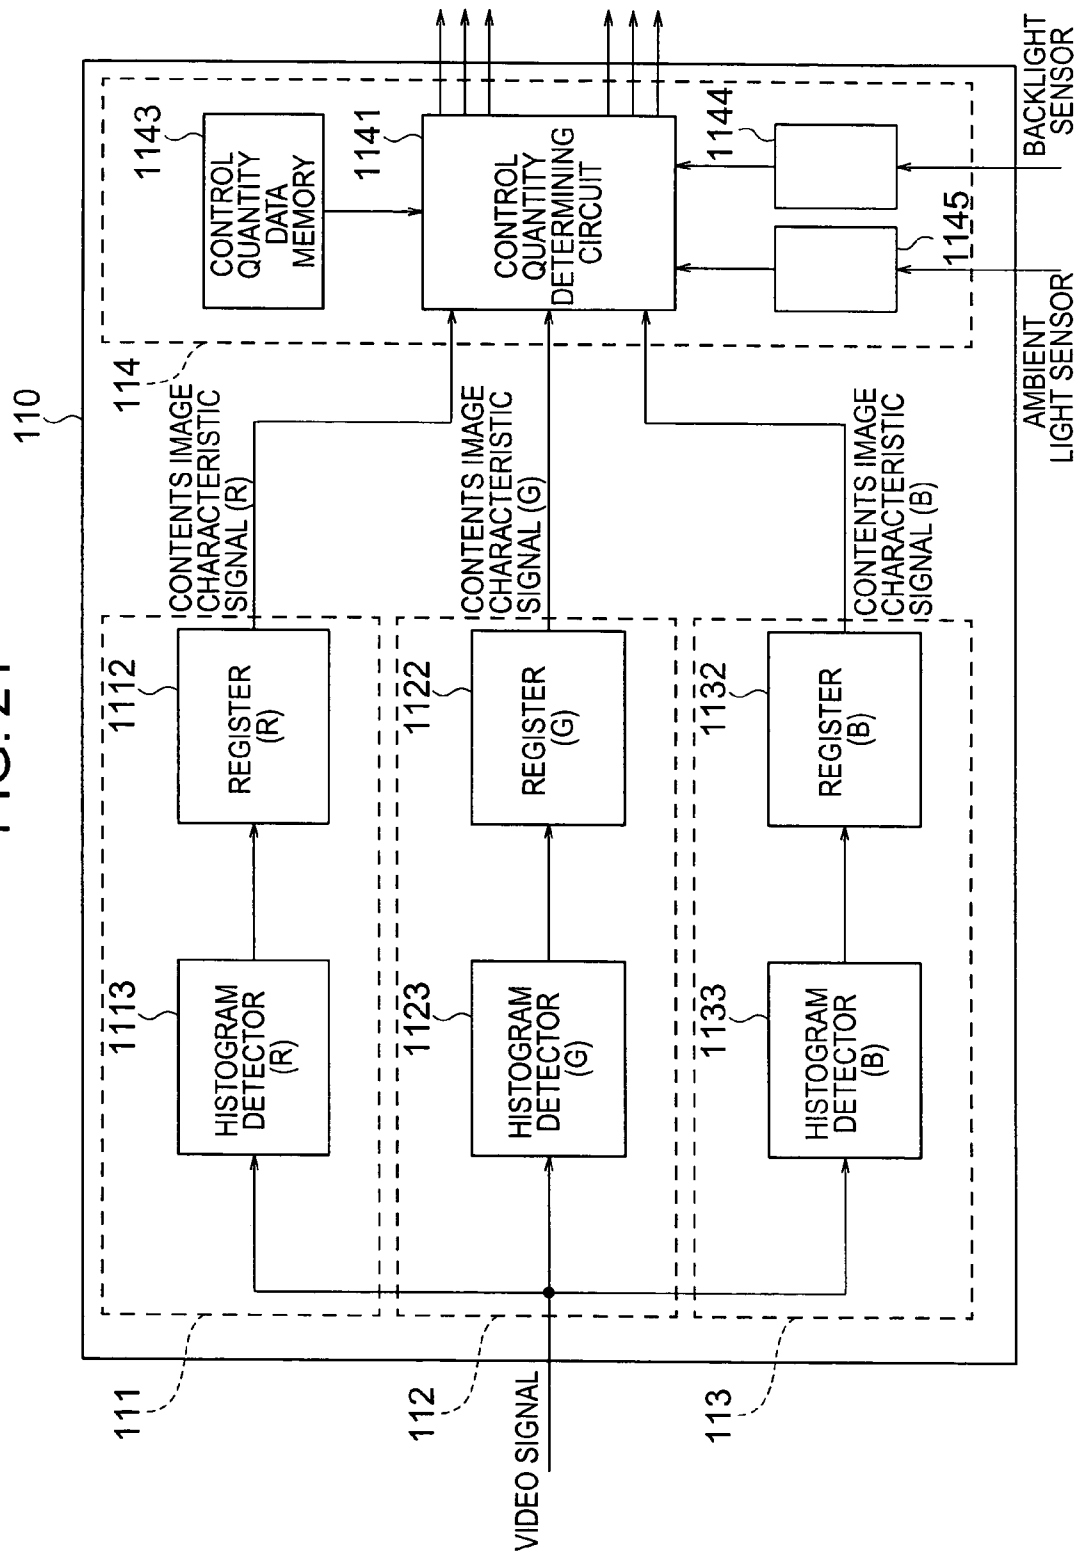 110
111
1113
HISTOGRAM
DETECTOR
(R)
1112
REGISTER
(R)
CONTENTS IMAGE
CHARACTERISTIC
SIGNAL (R)
114
1143
CONTROL
QUANTITY
DATA
MEMORY
VIDEO SIGNAL
112
1123
HISTOGRAM
DETECTOR
(G)
1122
REGISTER
(G)
CONTENTS IMAGE
CHARACTERISTIC
SIGNAL (G)
1141
CONTROL
QUANTITY
DETERMINING
CIRCUIT
113
1133
HISTOGRAM
DETECTOR
(B)
1132
REGISTER
(B)
CONTENTS IMAGE
CHARACTERISTIC
SIGNAL (B)
1145
1144
AMBIENT
LIGHT SENSOR
BACKLIGHT
SENSOR